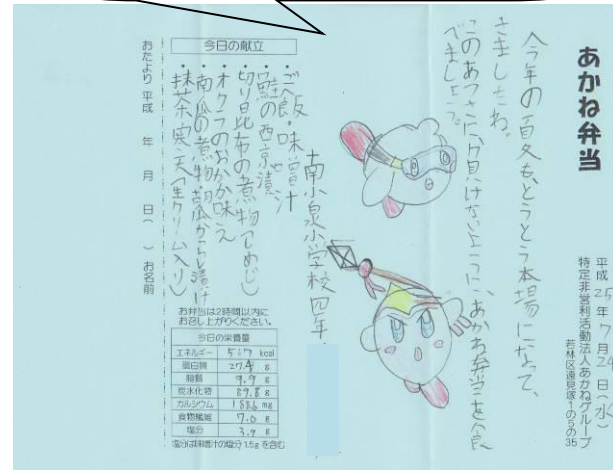 あかね弁当
平成25年7月24日(水)
特定非営利活動法人あかねグループ
若林区遠見塚1の5の35
今年の夏もとうとう本場になって、
きましたね。
このあつさに負けないように、あかね弁当を食
べましょう。
南小泉小学校四年
今日の献立
・ご飯・味噌汁
・鮭の西京漬
・切り昆布の煮物(しめじ)
・オクラのおかか味え
・南瓜の煮物・胡瓜からし漬け
・抹茶寒天(生クリーム入り)
お弁当は2時間以内に
お召し上がりください。
今日の栄養量
エネルギー 517 kcal
蛋白質 27.4 g
脂質 9.9 g
炭水化物 89.8 g
カルシウム 188.6 mg
食物繊維 7.0 g
塩分 3.9 g
塩分は味噌汁の塩分1.5gを含む
おたより 平成 年 月 日( ) お名前